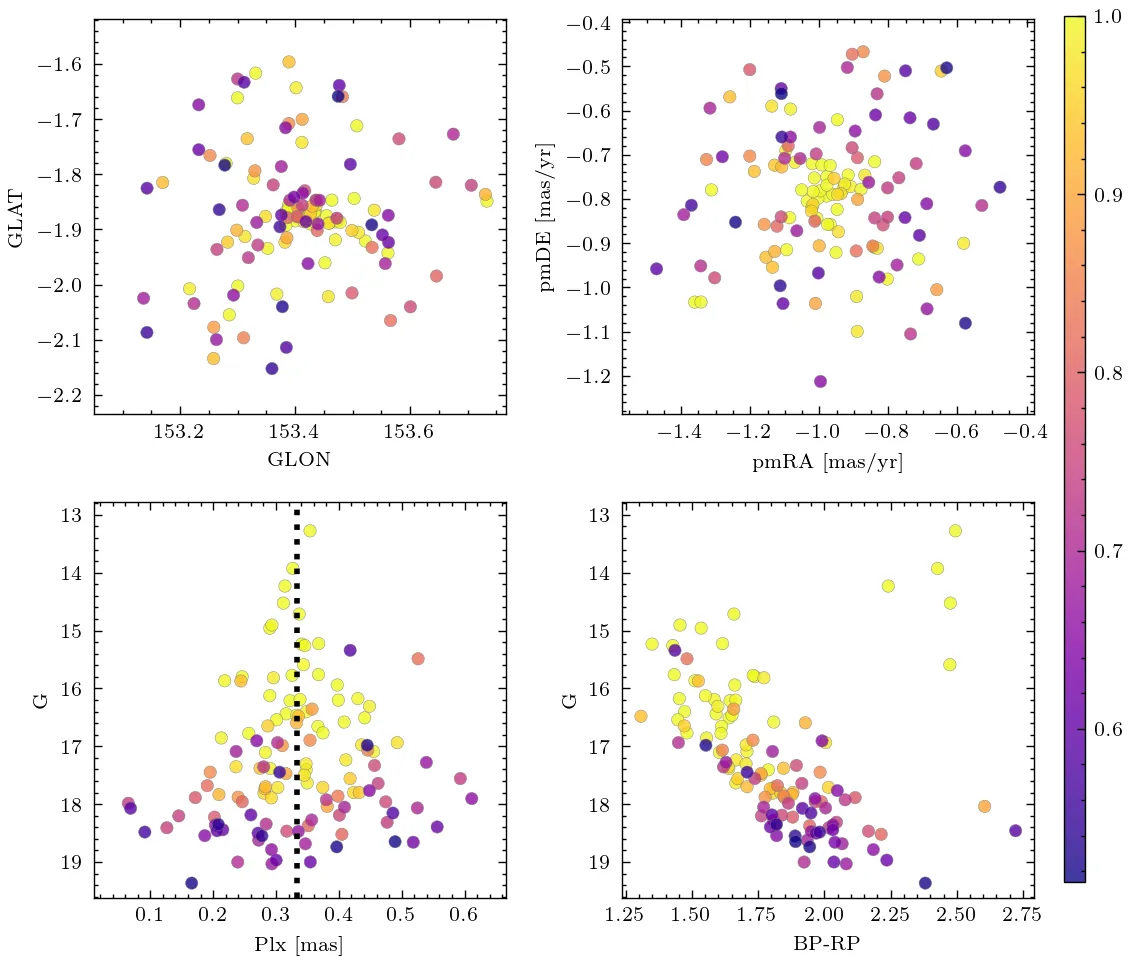 −1.6
−1.7
−1.8
−1.9
−2.0
−2.1
−2.2
GLAT
153.2 153.4 153.6
GLON
−0.4
−0.5
−0.6
−0.7
−0.8
−0.9
−1.0
−1.1
−1.2
pmDE [mas/yr]
−1.4 −1.2 −1.0 −0.8 −0.6 −0.4
pmRA [mas/yr]
13
14
15
16
17
18
19
G
0.1 0.2 0.3 0.4 0.5 0.6
Plx [mas]
13
14
15
16
17
18
19
G
1.25 1.50 1.75 2.00 2.25 2.50 2.75
BP-RP
1.0
0.9
0.8
0.7
0.6